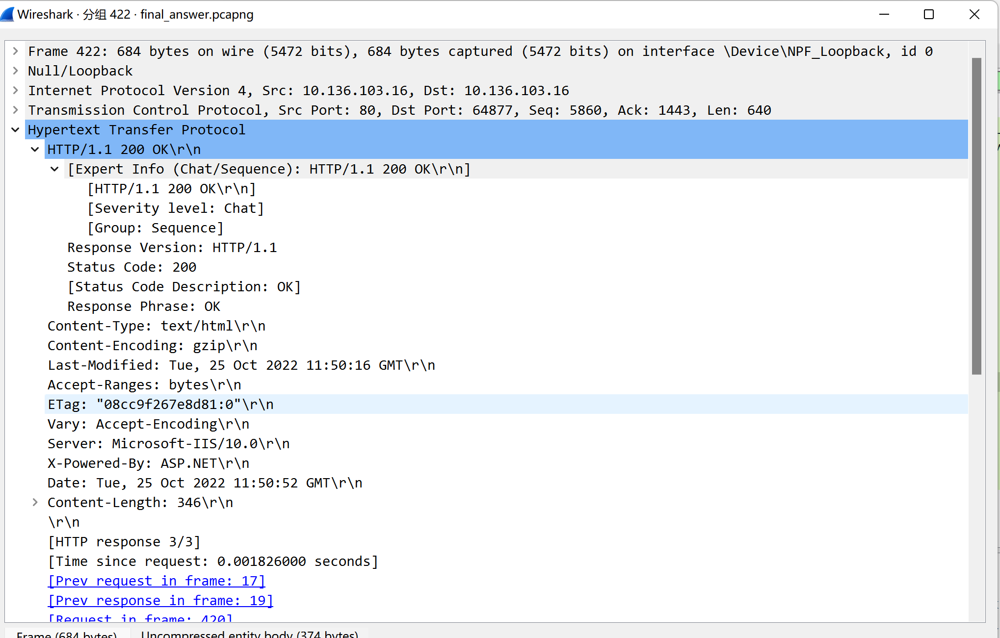 Wireshark · 分组 422 · final_answer.pcapng
Frame 422: 684 bytes on wire (5472 bits), 684 bytes captured (5472 bits) on interface \Device\NPF_Loopback, id 0
Null/Loopback
Internet Protocol Version 4, Src: 10.136.103.16, Dst: 10.136.103.16
Transmission Control Protocol, Src Port: 80, Dst Port: 64877, Seq: 5860, Ack: 1443, Len: 640
Hypertext Transfer Protocol
HTTP/1.1 200 OK\r\n
[Expert Info (Chat/Sequence): HTTP/1.1 200 OK\r\n]
[HTTP/1.1 200 OK\r\n]
[Severity level: Chat]
[Group: Sequence]
Response Version: HTTP/1.1
Status Code: 200
[Status Code Description: OK]
Response Phrase: OK
Content-Type: text/html\r\n
Content-Encoding: gzip\r\n
Last-Modified: Tue, 25 Oct 2022 11:50:16 GMT\r\n
Accept-Ranges: bytes\r\n
ETag: "08cc9f267e8d81:0"\r\n
Vary: Accept-Encoding\r\n
Server: Microsoft-IIS/10.0\r\n
X-Powered-By: ASP.NET\r\n
Date: Tue, 25 Oct 2022 11:50:52 GMT\r\n
Content-Length: 346\r\n
\r\n
[HTTP response 3/3]
[Time since request: 0.001826000 seconds]
[Prev request in frame: 17]
[Prev response in frame: 19]
[Request in frame: 420]
Frame (684 bytes) Uncompressed entity body (374 bytes)